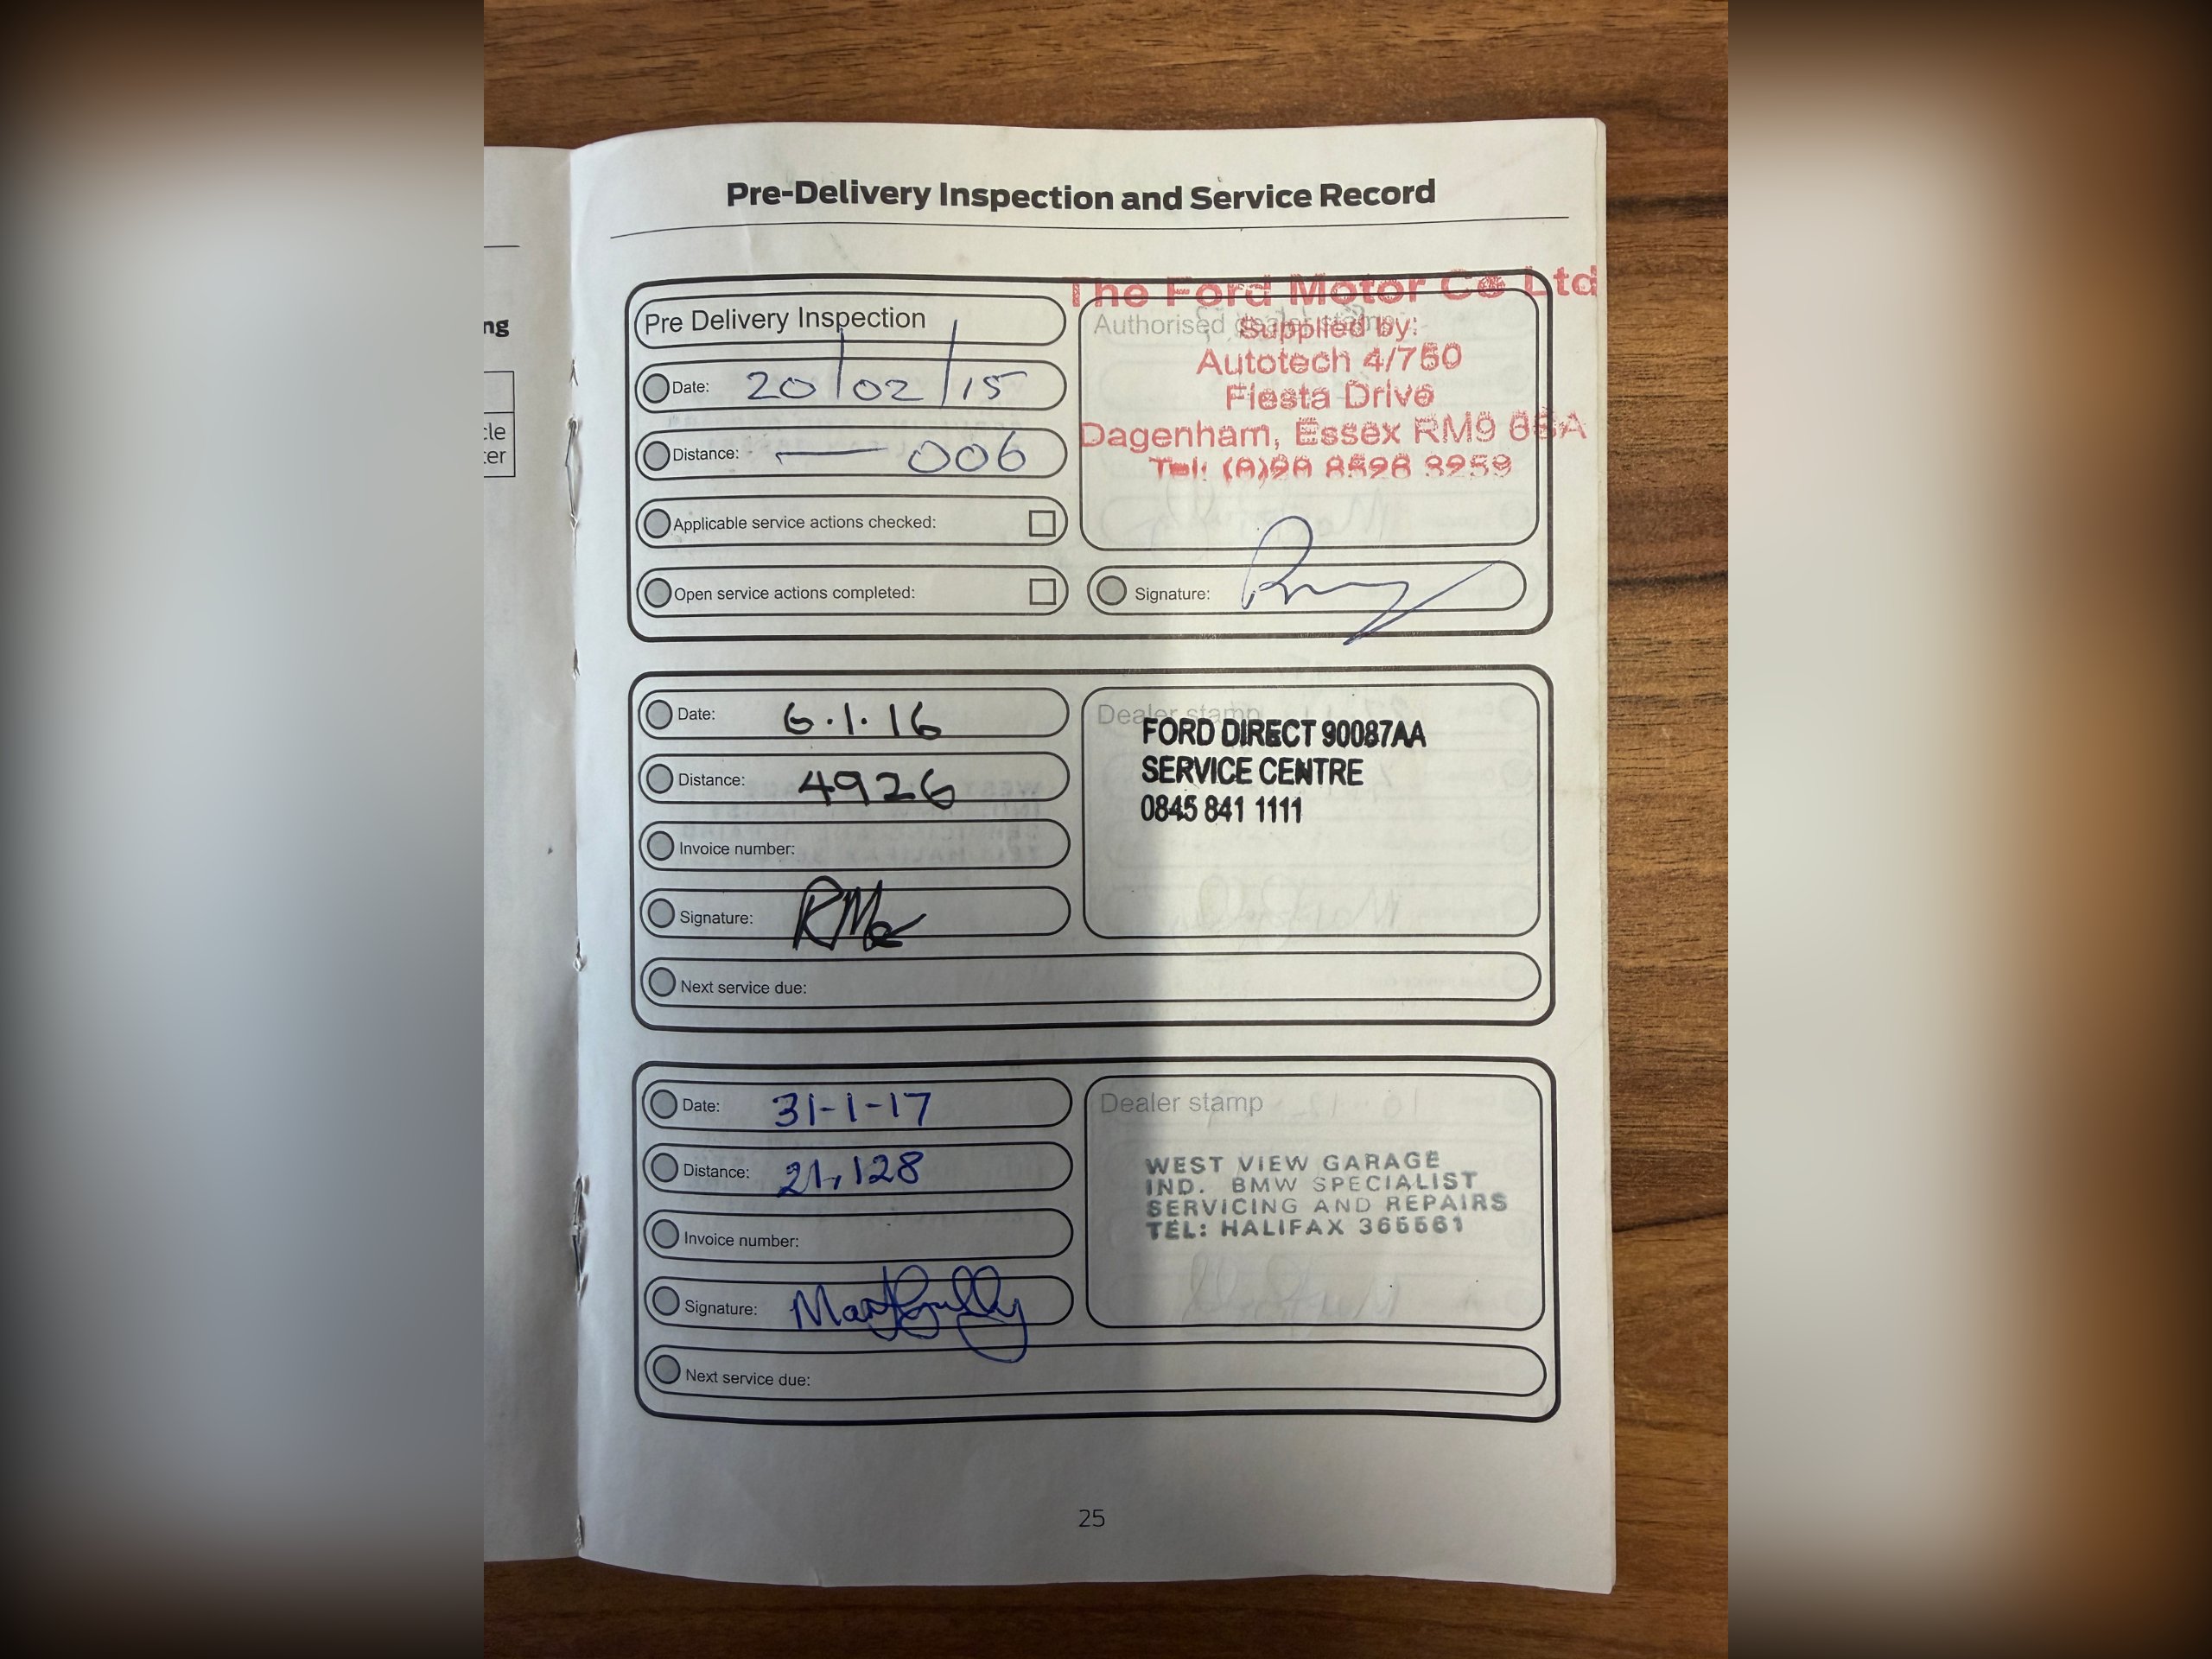 ng
cle
ter
Pre-Delivery Inspection and Service Record
The Ford Motor Co Ltd
Pre Delivery Inspection
Authorised dealer stamp
Supplied by:
Autotech 4/750
Fiesta Drive
Dagenham, Essex RM9
Date: 20/02/15
Distance: — 006
Applicable service actions checked:
Open service actions completed:
Signature:
Date: 6.1.16
Dealer stamp
FORD DIRECT 90087AA
SERVICE CENTRE
0845 841 1111
Distance: 4926
Invoice number:
Signature:
Next service due:
Date: 31-1-17
Dealer stamp
Distance: 21,128
WEST VIEW GARAGE
IND. BMW SPECIALIST
SERVICING AND REPAIRS
TEL: HALIFAX
Invoice number:
Signature:
Next service due:
25